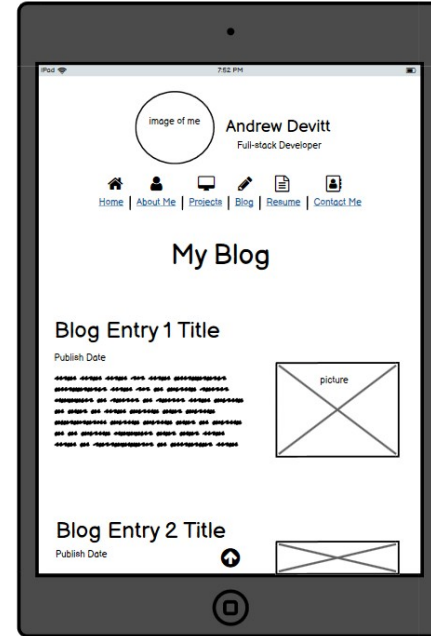 iPad 7:52 PM
image of me
Andrew Devitt
Full-stack Developer
Home | About Me | Projects | Blog | Resume | Contact Me
My Blog
Blog Entry 1 Title
Publish Date
picture
Blog Entry 2 Title
Publish Date